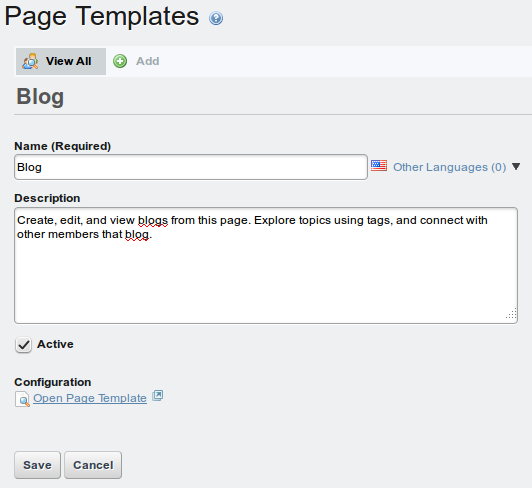 Page Templates
View All Add
Blog
Name (Required)
Blog Other Languages (0)
Description
Create, edit, and view blogs from this page. Explore topics using tags, and connect with
other members that blog.
Active
Configuration
Open Page Template
Save Cancel